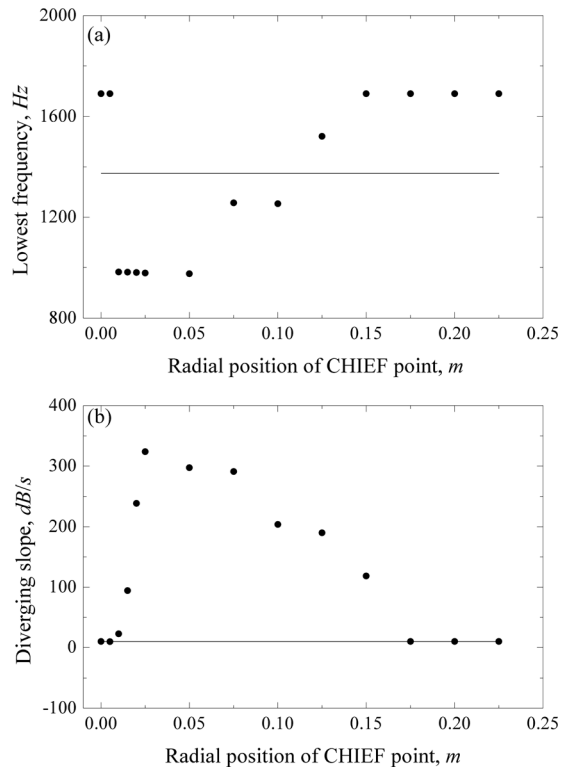 (a)
2000
1600
1200
800
Lowest frequency, Hz
0.00 0.05 0.10 0.15 0.20 0.25
Radial position of CHIEF point, m
(b)
400
300
200
100
0
-100
Diverging slope, dB/s
0.00 0.05 0.10 0.15 0.20 0.25
Radial position of CHIEF point, m